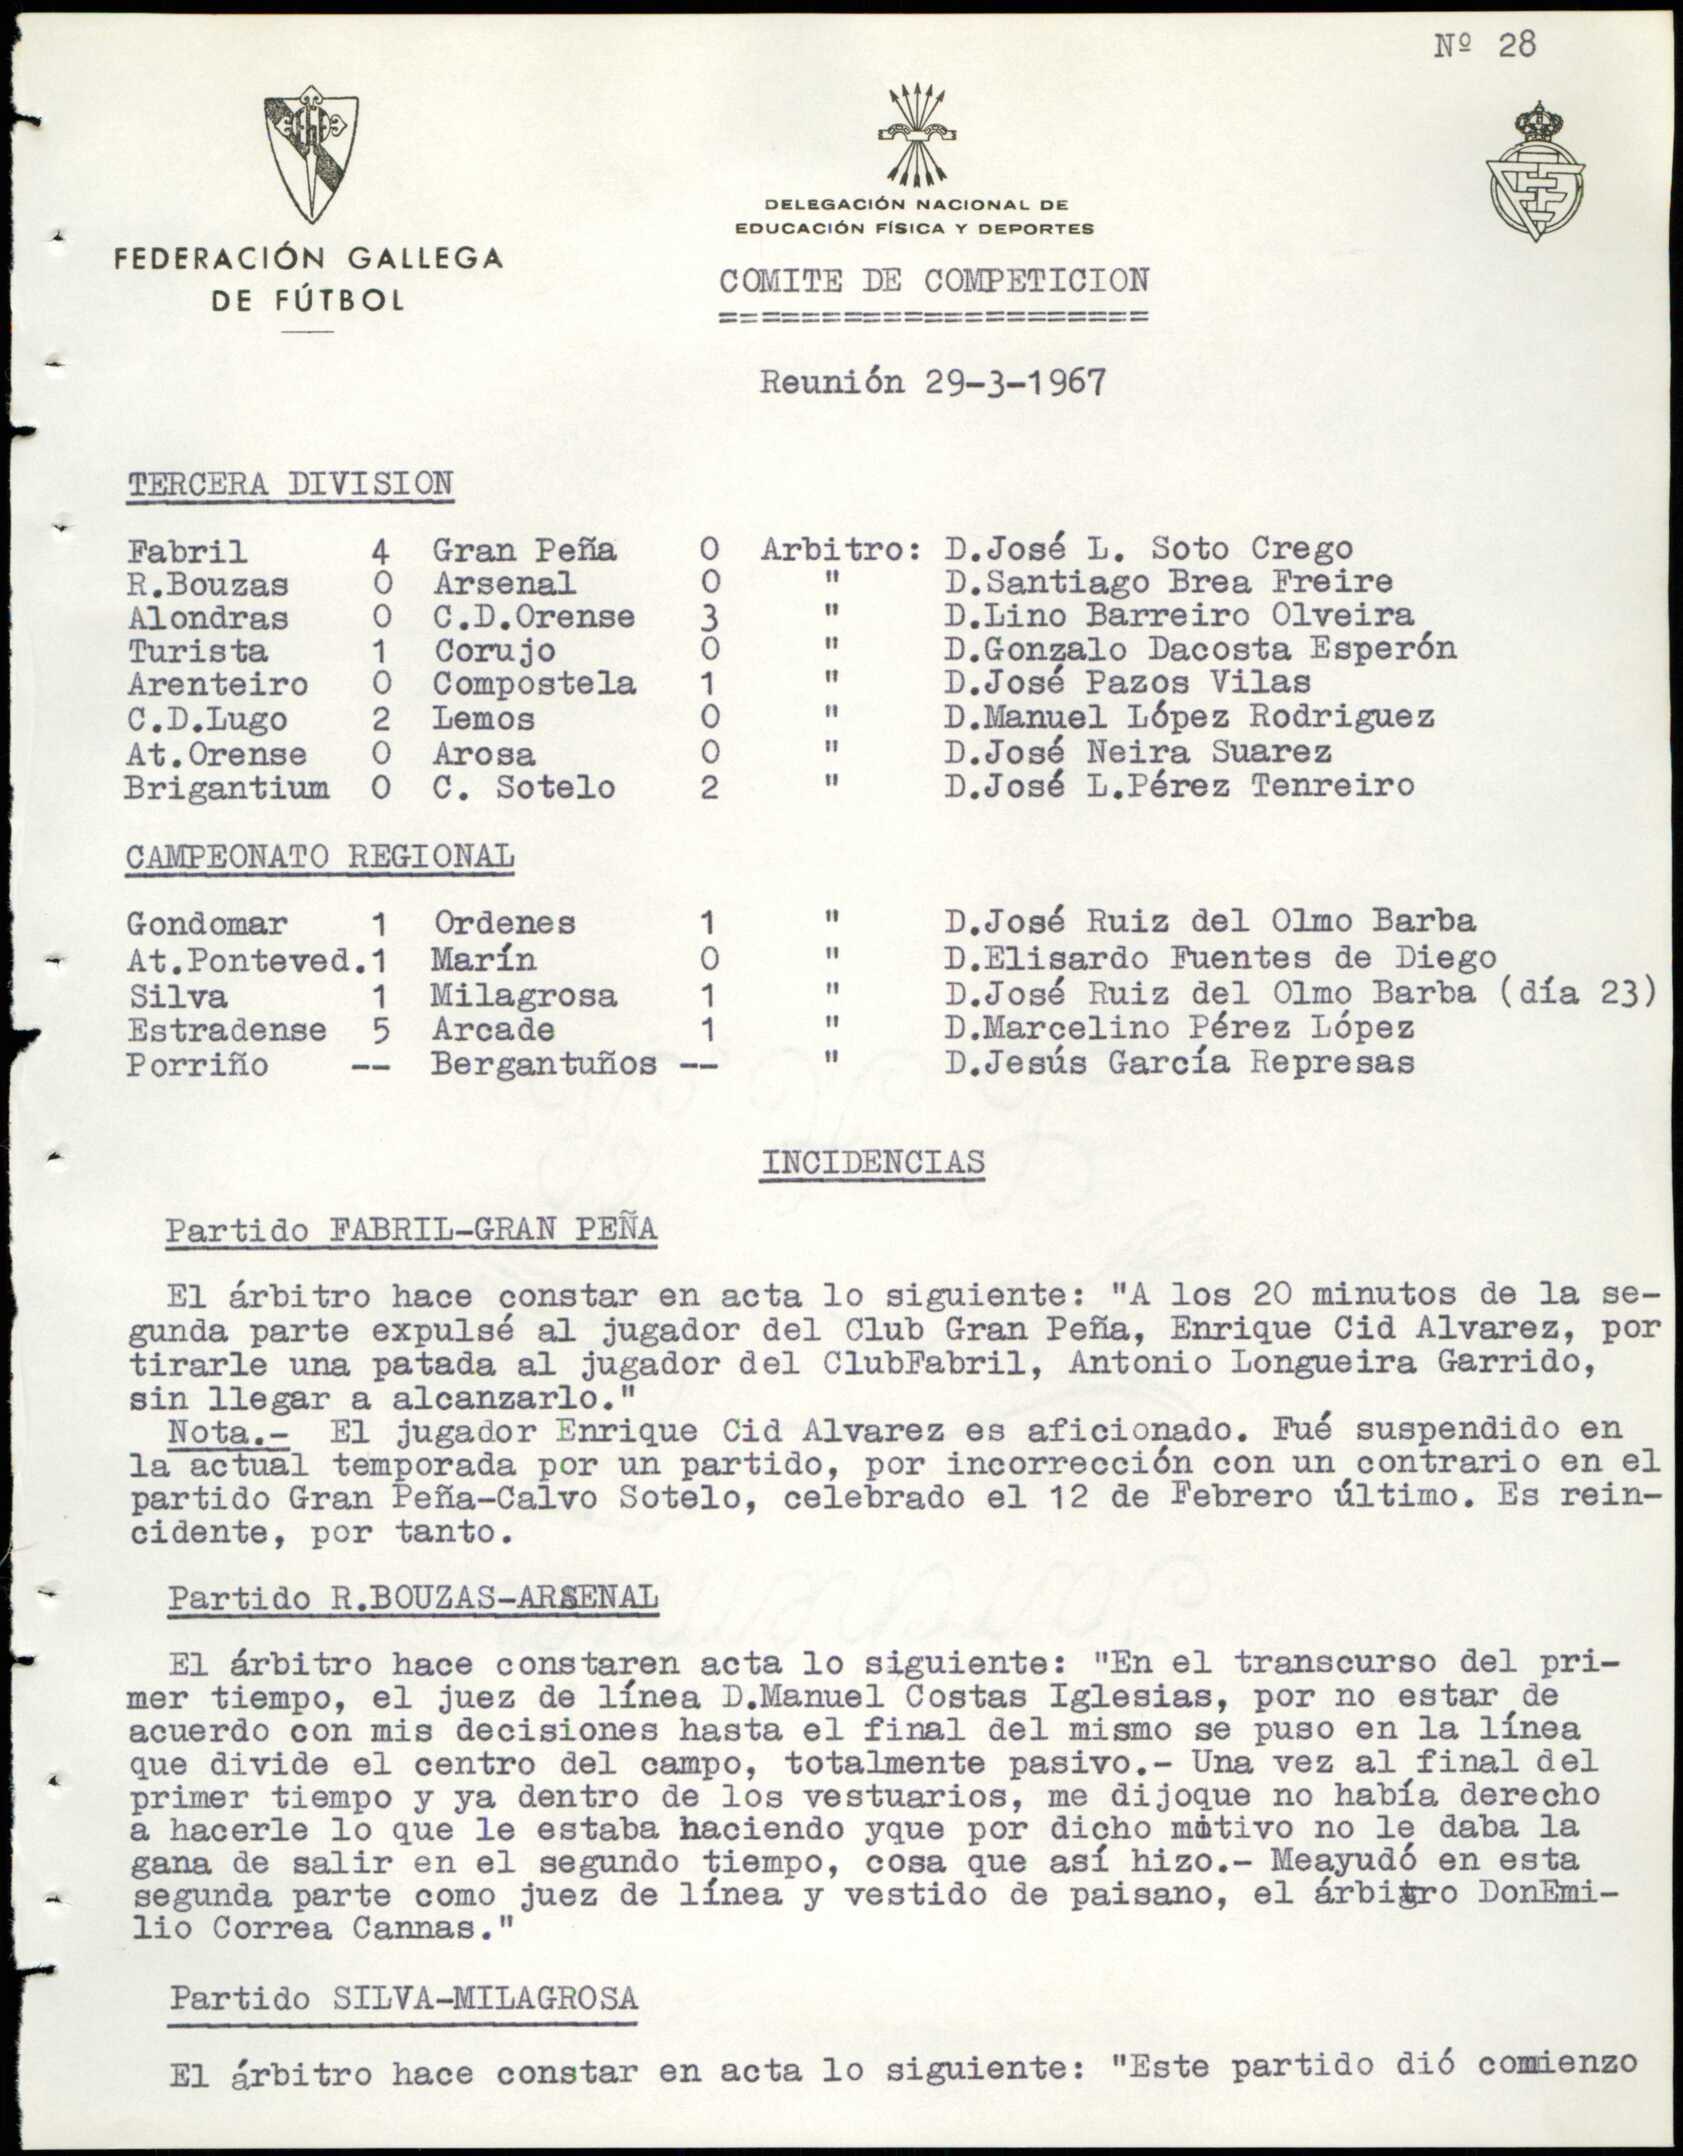 Nº 28
FEDERACIÓN GALLEGA
DE FÚTBOL
DELEGACIÓN NACIONAL DE
EDUCACIÓN FÍSICA Y DEPORTES
COMITE DE COMPETICION
=====================
Reunión 29-3-1967
TERCERA DIVISION
Fabril 4 Gran Peña 0 Arbitro: D.José L. Soto Crego
R.Bouzas 0 Arsenal 0 " D.Santiago Brea Freire
Alondras 0 C.D.Orense 3 " D.Lino Barreiro Olveira
Turista 1 Corujo 0 " D.Gonzalo Dacosta Esperón
Arenteiro 0 Compostela 1 " D.José Pazos Vilas
C.D.Lugo 2 Lemos 0 " D.Manuel López Rodriguez
At.Orense 0 Arosa 0 " D.José Neira Suarez
Brigantium 0 C. Sotelo 2 " D.José L.Pérez Tenreiro
CAMPEONATO REGIONAL
Gondomar 1 Ordenes 1 " D.José Ruiz del Olmo Barba
At.Ponteved.1 Marín 0 " D.Elisardo Fuentes de Diego
Silva 1 Milagrosa 1 " D.José Ruiz del Olmo Barba (día 23)
Estradense 5 Arcade 1 " D.Marcelino Pérez López
Porriño -- Bergantuños -- " D.Jesús García Represas
INCIDENCIAS
Partido FABRIL-GRAN PEÑA
El árbitro hace constar en acta lo siguiente: "A los 20 minutos de la se-
gunda parte expulsé al jugador del Club Gran Peña, Enrique Cid Alvarez, por
tirarle una patada al jugador del ClubFabril, Antonio Longueira Garrido,
sin llegar a alcanzarlo."
Nota.- El jugador Enrique Cid Alvarez es aficionado. Fué suspendido en
la actual temporada por un partido, por incorrección con un contrario en el
partido Gran Peña-Calvo Sotelo, celebrado el 12 de Febrero último. Es rein-
cidente, por tanto.
Partido R.BOUZAS-ARSENAL
El árbitro hace constaren acta lo siguiente: "En el transcurso del pri-
mer tiempo, el juez de línea D.Manuel Costas Iglesias, por no estar de
acuerdo con mis decisiones hasta el final del mismo se puso en la línea
que divide el centro del campo, totalmente pasivo.- Una vez al final del
primer tiempo y ya dentro de los vestuarios, me dijoque no había derecho
a hacerle lo que le estaba haciendo yque por dicho motivo no le daba la
gana de salir en el segundo tiempo, cosa que así hizo.- Meayudó en esta
segunda parte como juez de línea y vestido de paisano, el árbitro DonEmi-
lio Correa Cannas."
Partido SILVA-MILAGROSA
El árbitro hace constar en acta lo siguiente: "Este partido dió comienzo